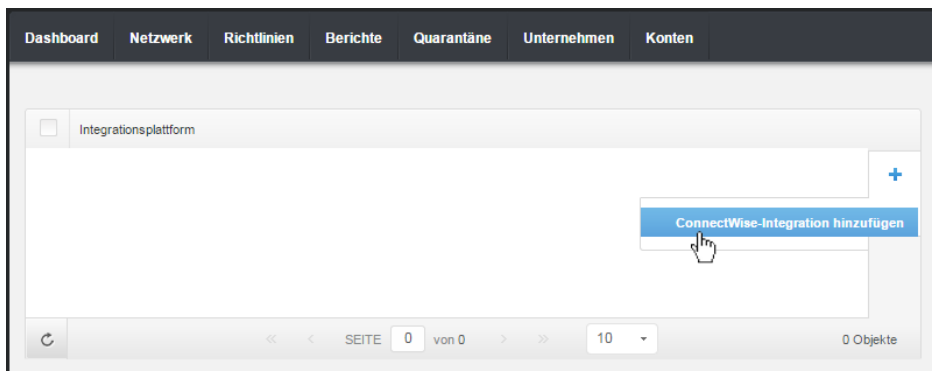 Dashboard Netzwerk Richtlinien Berichte Quarantäne Unternehmen Konten
Integrationsplattform
ConnectWise-Integration hinzufügen
SEITE 0 von 0 10 0 Objekte